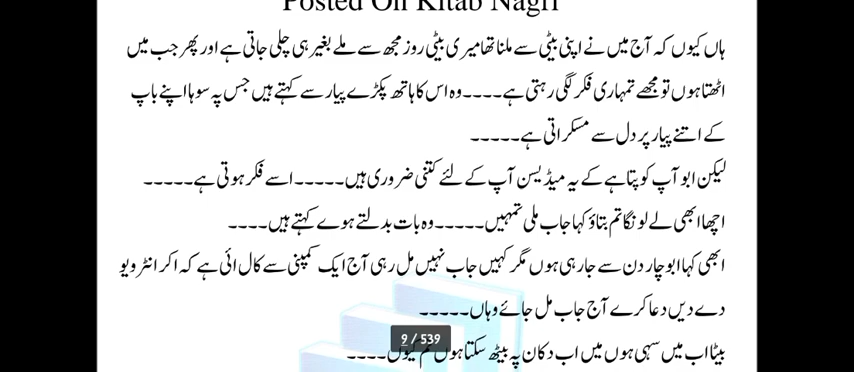 Posted On Kitab Nagri
ہاں کیوں کہ آج میں نے اپنی بیٹی سے ملنا تھا میری بیٹی روز مجھ سے ملے بغیر ہی چلی جاتی ہے اور پھر جب میں
اٹھتا ہوں تو مجھے تمہاری فکر لگی رہتی ہے۔۔۔۔ وہ اس کا ہاتھ پکڑے پیار سے کہتے ہیں جس پہ سوہا اپنے باپ
کے اتنے پیار پر دل سے مسکراتی ہے۔۔۔۔۔
لیکن ابو آپ کو پتا ہے کے یہ میڈیسن آپ کے لئے کتنی ضروری ہیں۔۔۔۔۔ اسے فکر ہوتی ہے۔۔۔۔۔
اچھا ابھی لے لو نگا تم بتاؤ کہا جاب ملی تمہیں۔۔۔۔۔ وہ بات بدلتے ہوے کہتے ہیں۔۔۔۔
ابھی کہا ابو چار دن سے جا رہی ہوں مگر کہیں جاب نہیں مل رہی آج ایک کمپنی سے کال ائی ہے کہ اکر انٹرویو
دے دیں دعا کرے آج جاب مل جائے وہاں۔۔۔۔۔
بیٹا اب میں سہی ہوں میں اب دکان پہ بیٹھ سکتا ہوں تم کیوں۔۔۔۔
9 / 539